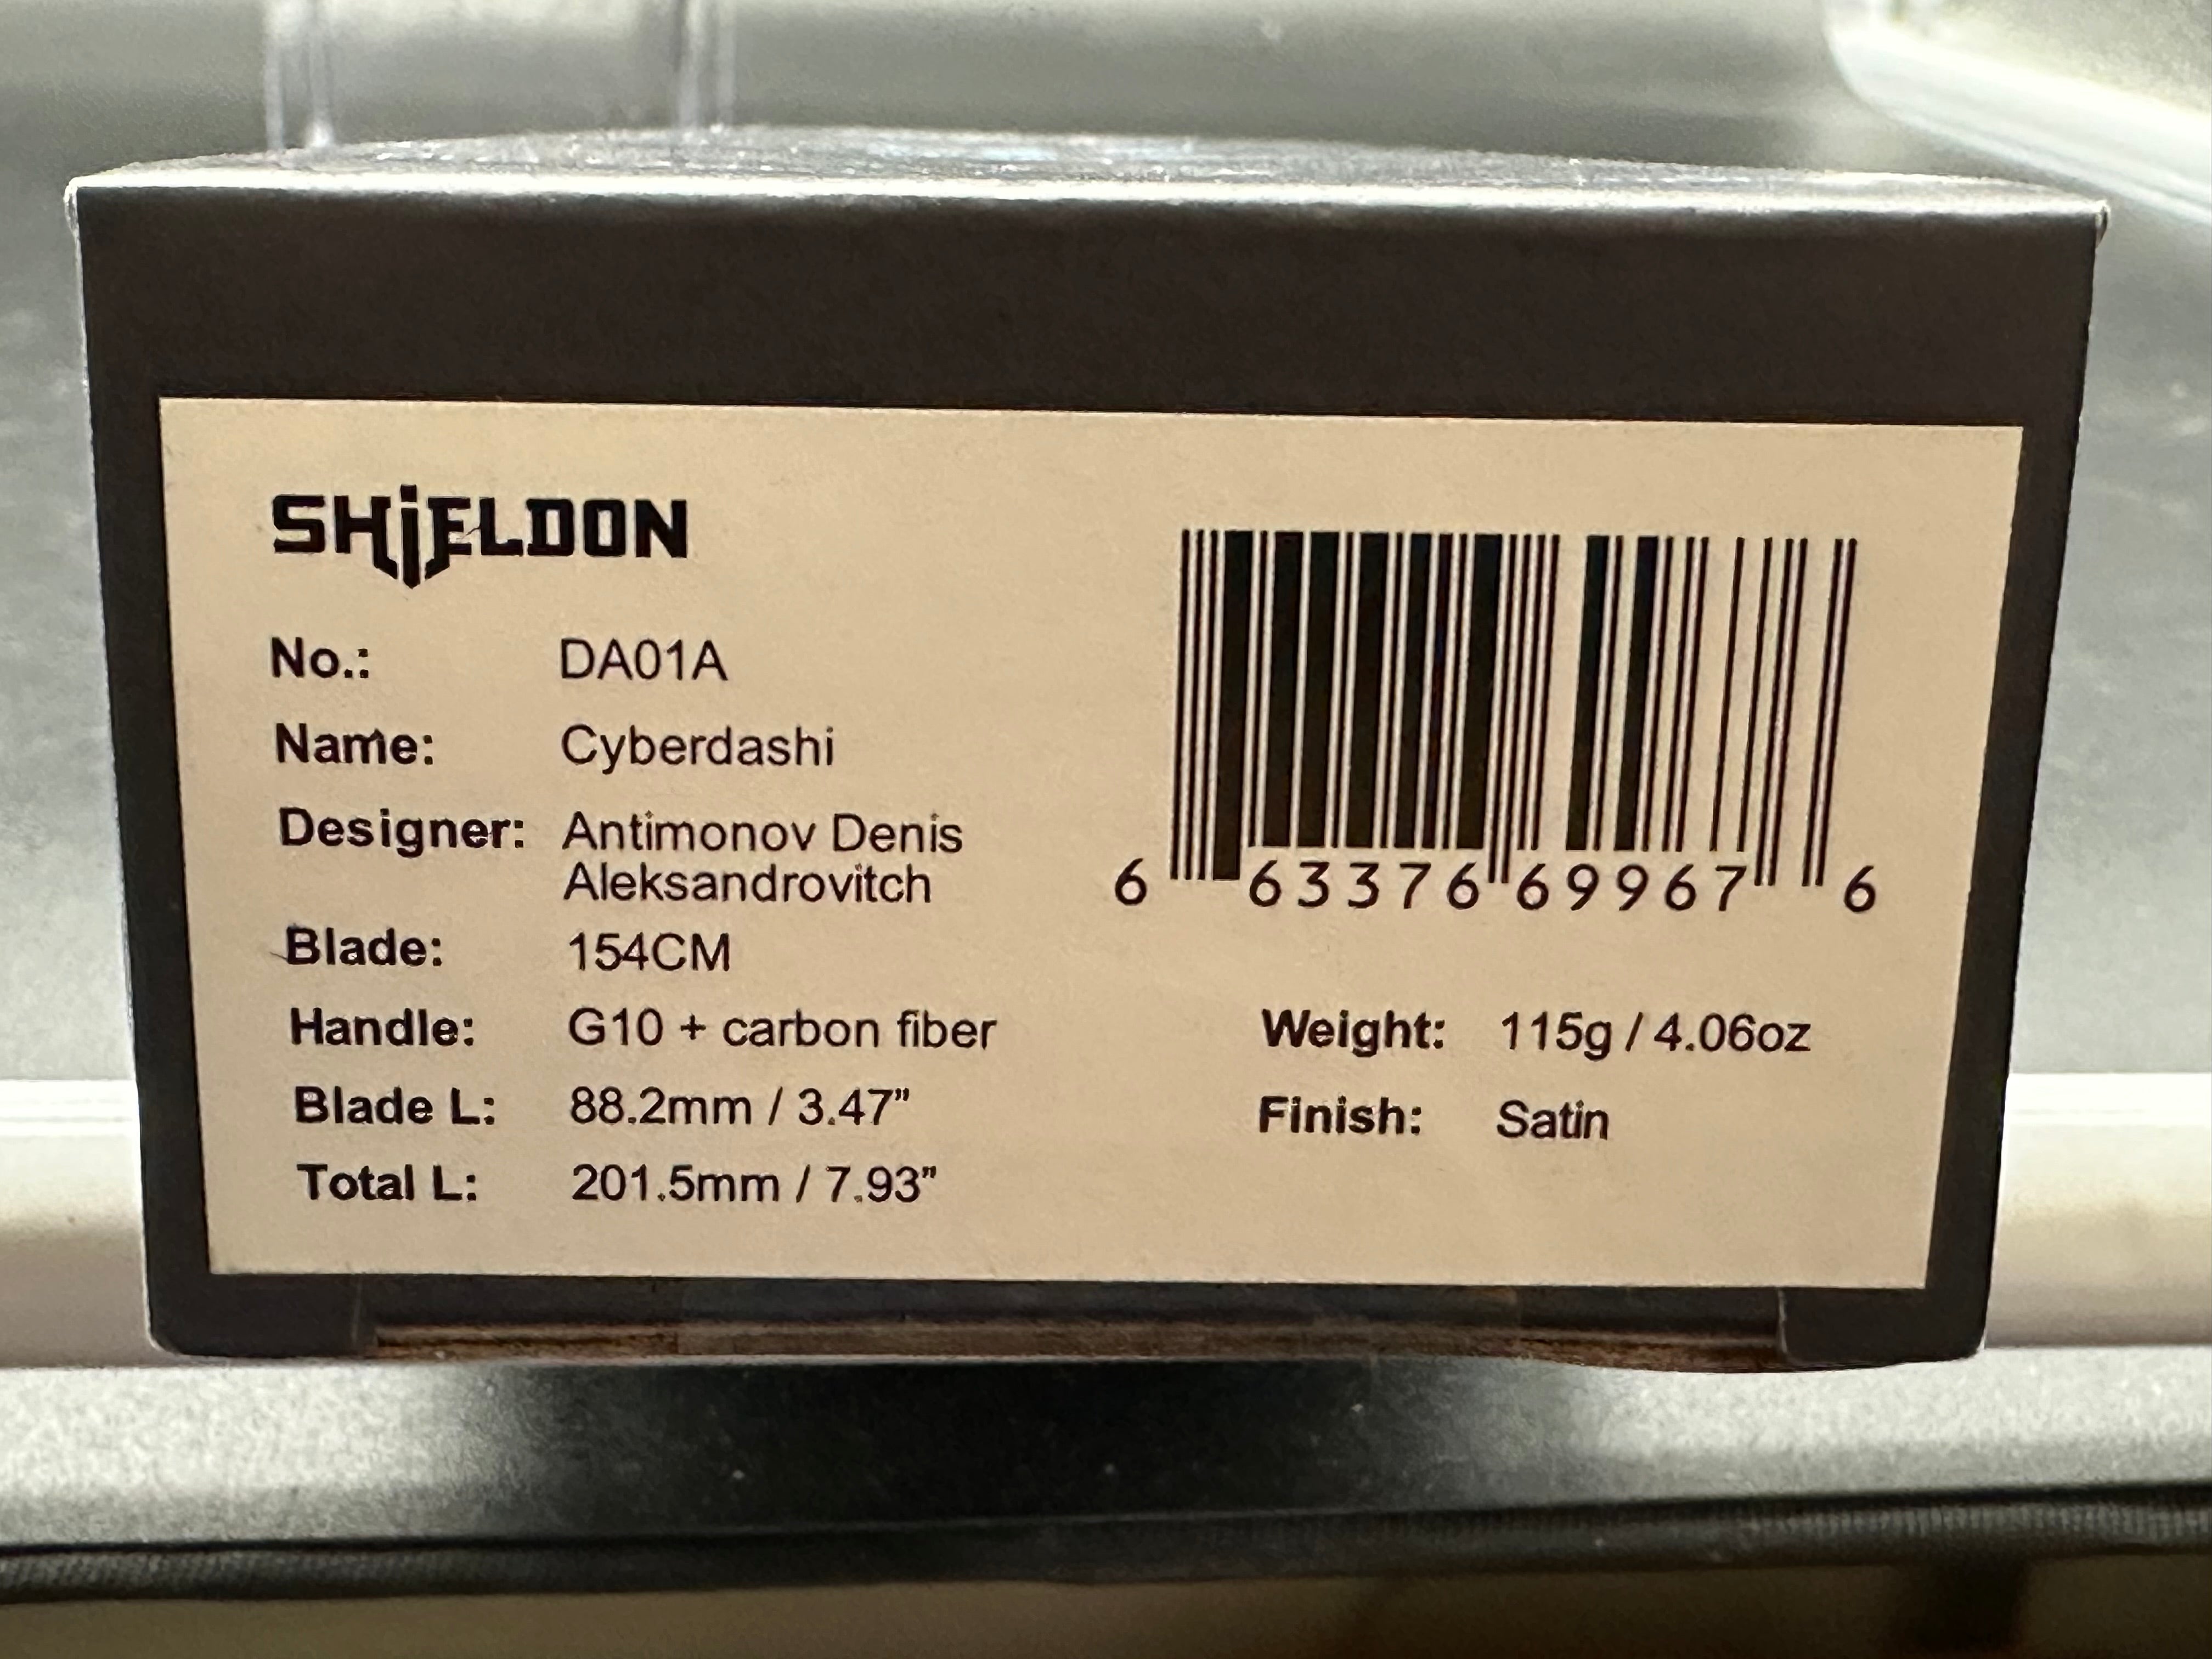 SHiELDON
No.: DA01A
Name: Cyberdashi
Designer: Antimonov Denis
Aleksandrovitch
Blade: 154CM
Handle: G10 + carbon fiber
Blade L: 88.2mm / 3.47”
Total L: 201.5mm / 7.93”
6 63376 69967 6
Weight: 115g / 4.06oz
Finish: Satin